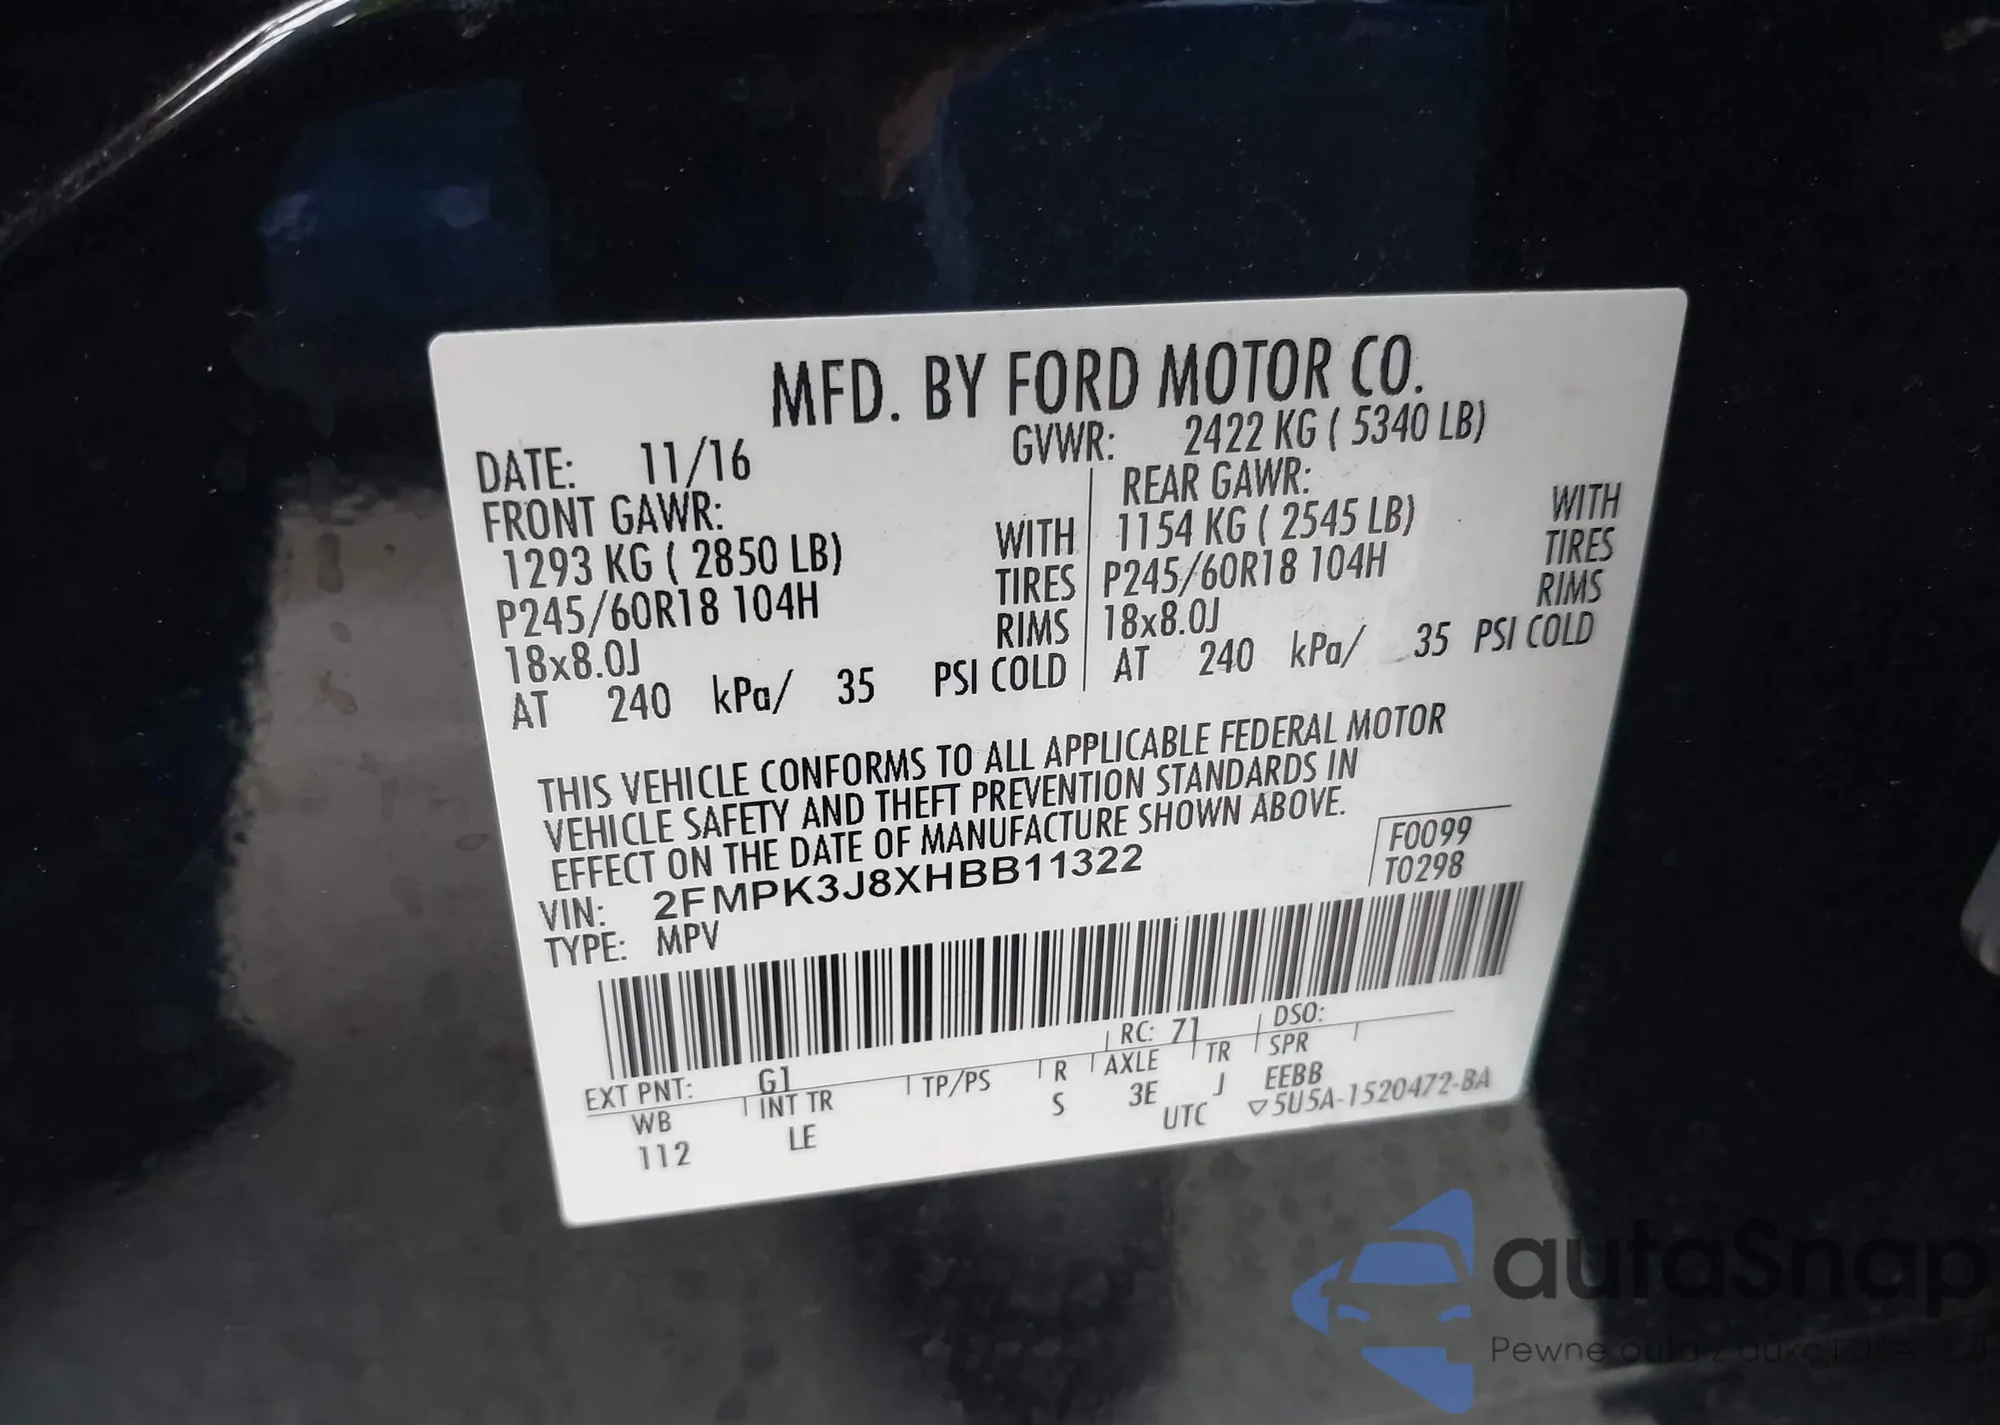 MFD. BY FORD MOTOR CO.
DATE: 11/16 GVWR: 2422 KG ( 5340 LB)
FRONT GAWR: REAR GAWR:
1293 KG ( 2850 LB) WITH 1154 KG ( 2545 LB) WITH
P245/60R18 104H TIRES P245/60R18 104H TIRES
18x8.0J RIMS 18x8.0J RIMS
AT 240 kPa/ 35 PSI COLD AT 240 kPa/ 35 PSI COLD
THIS VEHICLE CONFORMS TO ALL APPLICABLE FEDERAL MOTOR
VEHICLE SAFETY AND THEFT PREVENTION STANDARDS IN
EFFECT ON THE DATE OF MANUFACTURE SHOWN ABOVE.
F0099
VIN: 2FMPK3J8XHBB11322 T0298
TYPE: MPV
EXT PNT: G1 RC: 71 DSO:
WB INT TR TP/PS R AXLE TR SPR
112 LE S 3E J EEBB
UTC ▽5U5A-1520472-BA
autaSnap
Pewne auta z aukcji USA